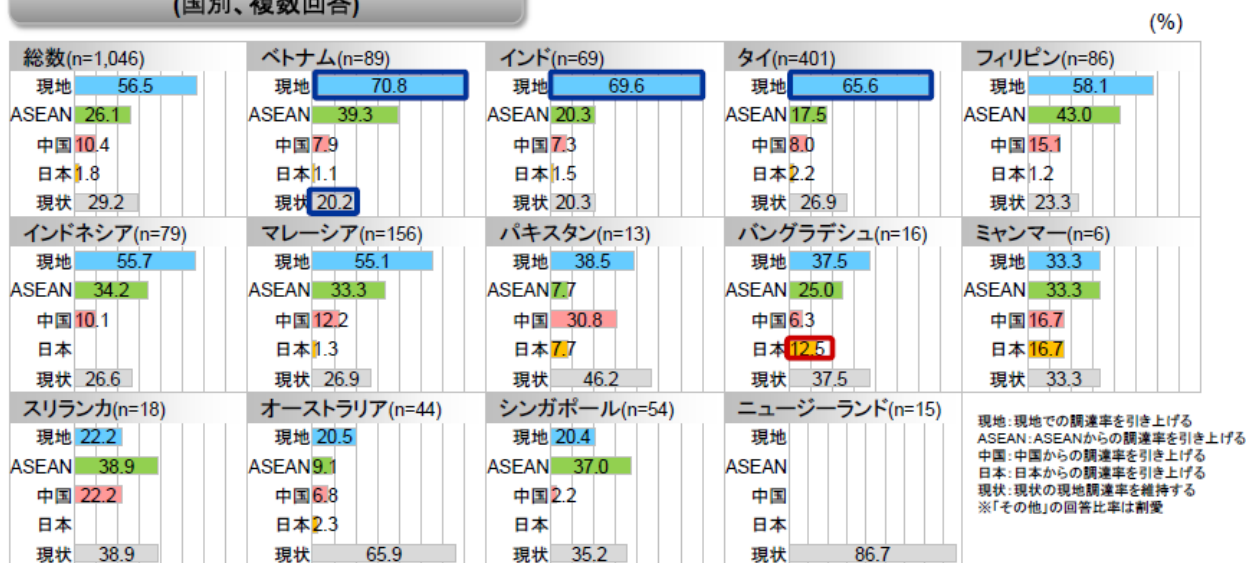 (国別、複数回答)
(%)
総数(n=1,046)
現地 56.5
ASEAN 26.1
中国 10.4
日本 1.8
現状 29.2
ベトナム(n=89)
現地 70.8
ASEAN 39.3
中国 7.9
日本 1.1
現状 20.2
インド(n=69)
現地 69.6
ASEAN 20.3
中国 7.3
日本 1.5
現状 20.3
タイ(n=401)
現地 65.6
ASEAN 17.5
中国 8.0
日本 2.2
現状 26.9
フィリピン(n=86)
現地 58.1
ASEAN 43.0
中国 15.1
日本 1.2
現状 23.3
インドネシア(n=79)
現地 55.7
ASEAN 34.2
中国 10.1
日本
現状 26.6
マレーシア(n=156)
現地 55.1
ASEAN 33.3
中国 12.2
日本 1.3
現状 26.9
パキスタン(n=13)
現地 38.5
ASEAN 7.7
中国 30.8
日本 7.7
現状 46.2
バングラデシュ(n=16)
現地 37.5
ASEAN 25.0
中国 6.3
日本 12.5
現状 37.5
ミャンマー(n=6)
現地 33.3
ASEAN 33.3
中国 16.7
日本 16.7
現状 33.3
スリランカ(n=18)
現地 22.2
ASEAN 38.9
中国 22.2
日本
現状 38.9
オーストラリア(n=44)
現地 20.5
ASEAN 9.1
中国 6.8
日本 2.3
現状 65.9
シンガポール(n=54)
現地 20.4
ASEAN 37.0
中国 2.2
日本
現状 35.2
ニュージーランド(n=15)
現地
ASEAN
中国
日本
現状 86.7
現地:現地での調達率を引き上げる
ASEAN:ASEANからの調達率を引き上げる
中国:中国からの調達率を引き上げる
日本:日本からの調達率を引き上げる
現状:現状の現地調達率を維持する
※「その他」の回答比率は割愛